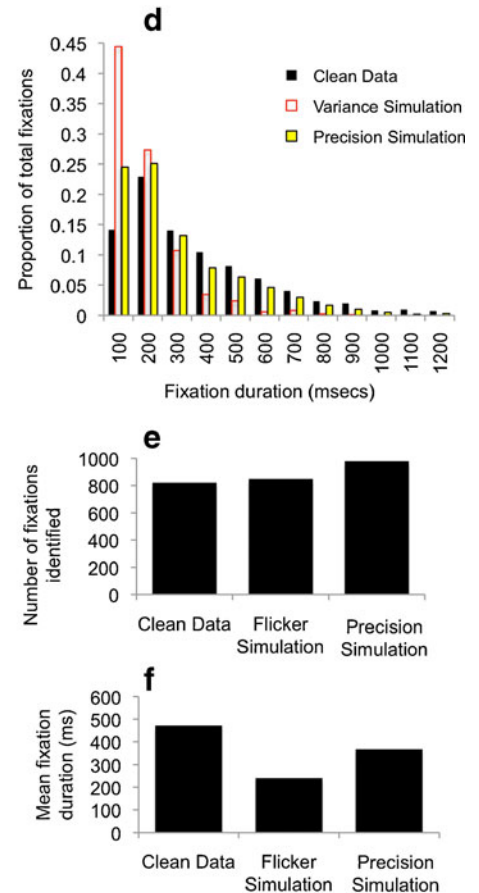 d
Proportion of total fixations
0.45
0.4
0.35
0.3
0.25
0.2
0.15
0.1
0.05
0
Clean Data
Variance Simulation
Precision Simulation
100 200 300 400 500 600 700 800 900 1000 1100 1200
Fixation duration (msecs)
e
Number of fixations
identified
1000
800
600
400
200
0
Clean Data
Flicker
Simulation
Precision
Simulation
f
Mean fixation
duration (ms)
600
500
400
300
200
100
0
Clean Data
Flicker
Simulation
Precision
Simulation